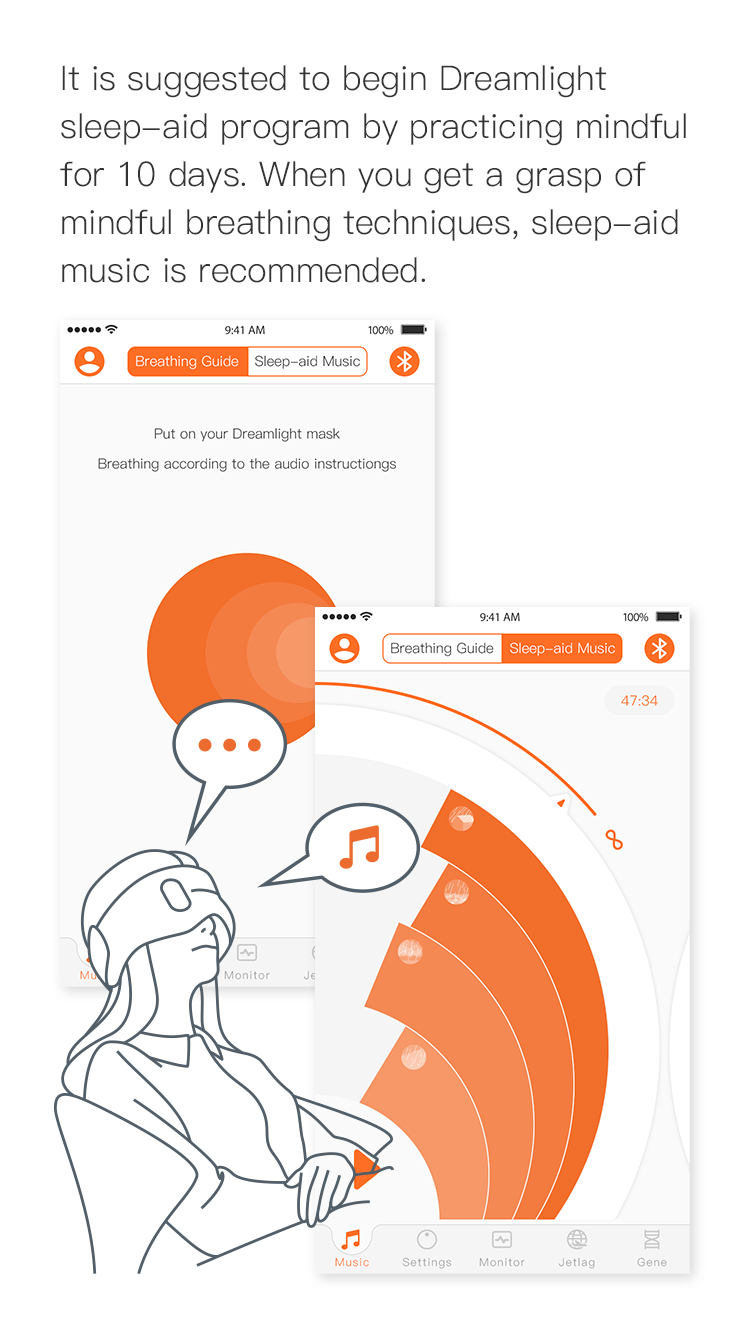 It is suggested to begin Dreamlight
sleep-aid program by practicing mindful
for 10 days. When you get a grasp of
mindful breathing techniques, sleep-aid
music is recommended.
9:41 AM
100%
Breathing Guide
Sleep-aid Music
Put on your Dreamlight mask
Breathing according to the audio instructiongs
9:41 AM
100%
Breathing Guide
Sleep-aid Music
47:34
Mu
Monitor
Je
Music
Settings
Monitor
Jetlag
Gene